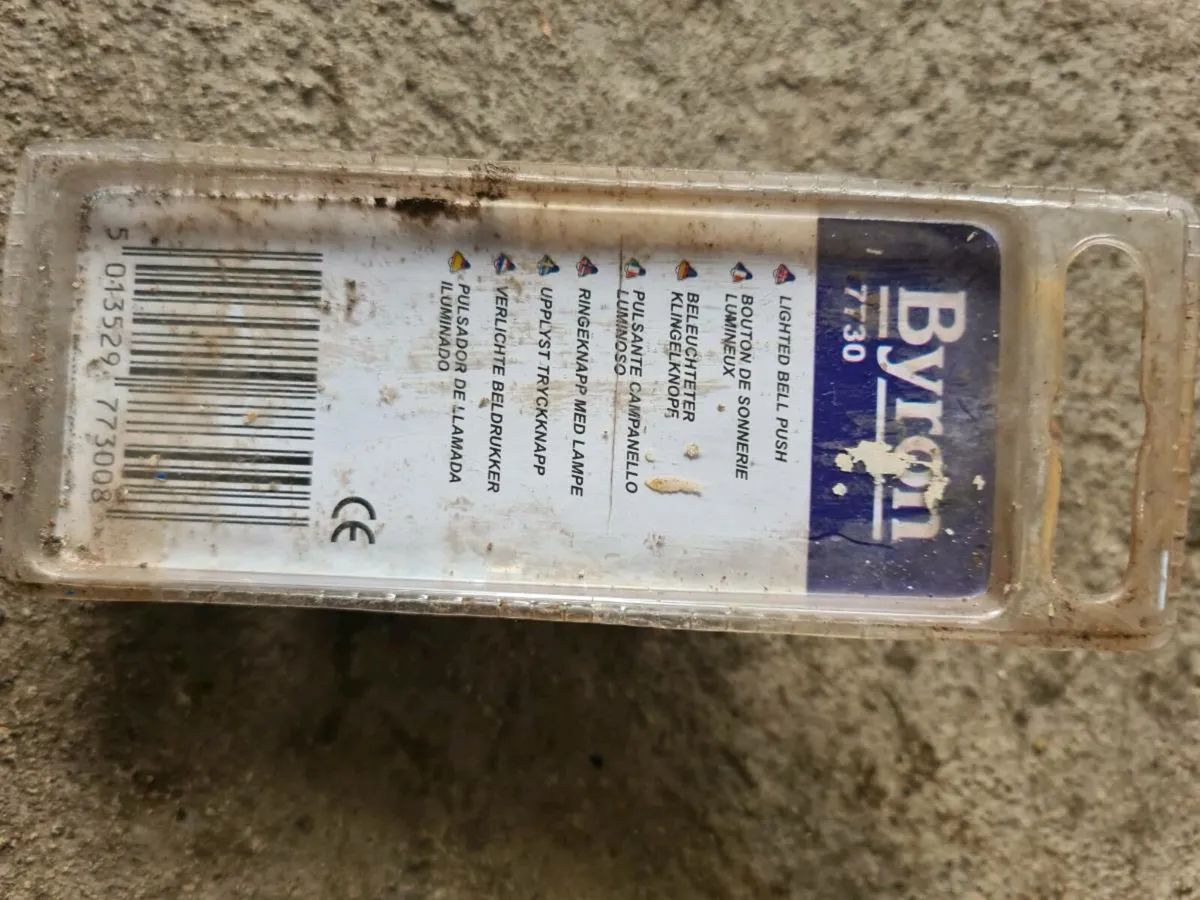 Byron
7730
LIGHTED BELL PUSH
BOUTON DE SONNERIE
LUMINEUX
BELEUCHTETER
KLINGELKNOPF
PULSANTE CAMPANELLO
LUMINOSO
RINGEKNAPP MED LAMPE
UPPLYST TRYCKKNAPP
VERLICHTE BELDRUKKER
PULSADOR DE LLAMADA
ILUMINADO
CE
5 013529 773008